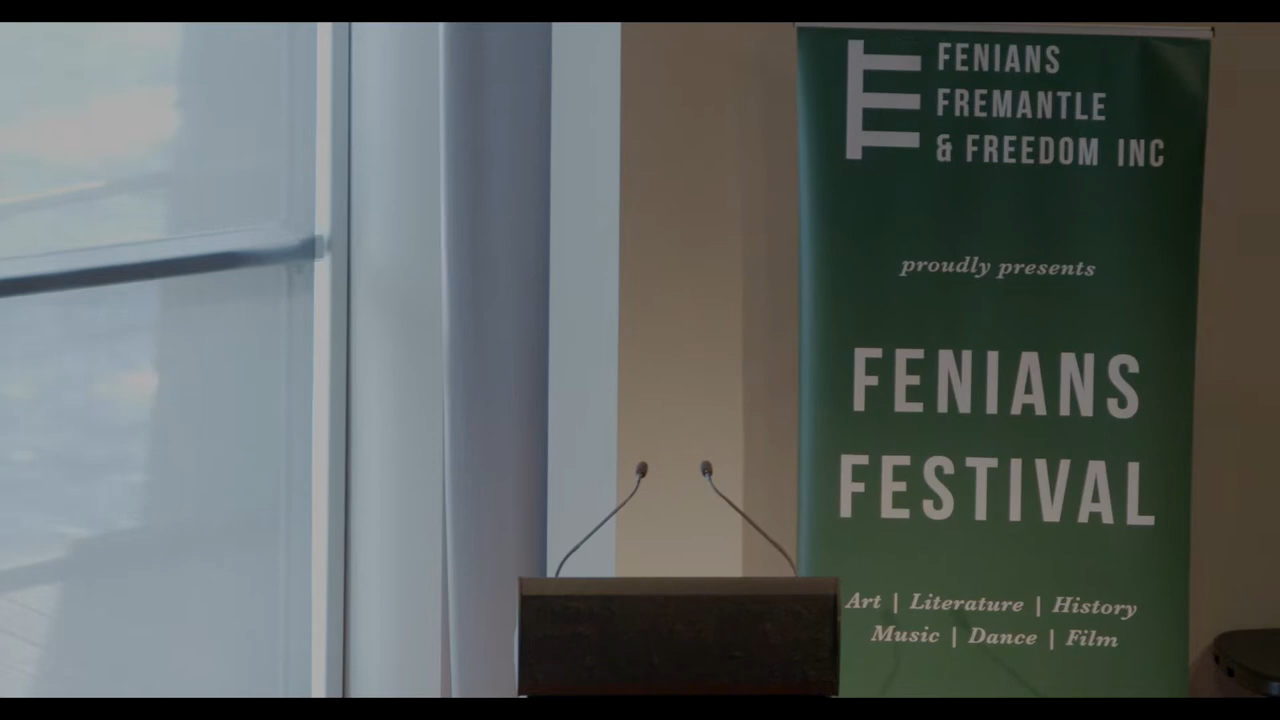 FENIANS
FREMANTLE
& FREEDOM INC
proudly presents
FENIANS
FESTIVAL
Art | Literature | History
Music | Dance | Film